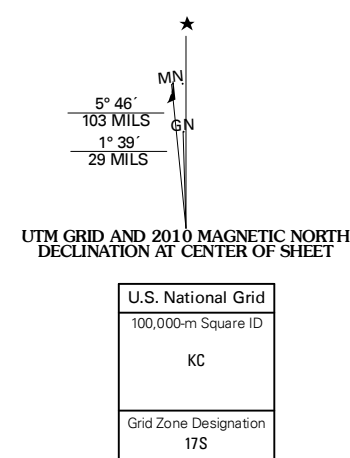 MN
5° 46´
103 MILS
GN
1° 39´
29 MILS
UTM GRID AND 2010 MAGNETIC NORTH
DECLINATION AT CENTER OF SHEET
U.S. National Grid
100,000-m Square ID
KC
Grid Zone Designation
17S